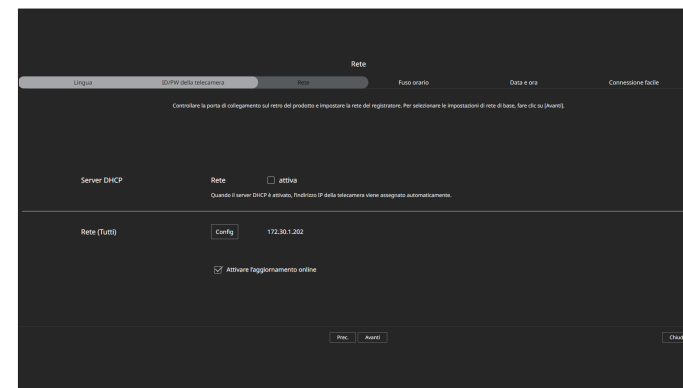 Rete
Lingua ID/PW della telecamera Rete Fuso orario Data e ora Connessione facile
Controllare la porta di collegamento sul retro del prodotto e impostare la rete del registratore. Per selezionare le impostazioni di rete di base, fare clic su [Avanti].
Server DHCP Rete attiva
Quando il server DHCP è attivato, l'indirizzo IP della telecamera viene assegnato automaticamente.
Rete (Tutti) Config 172.30.1.202
Attivare l'aggiornamento online
Prec. Avanti Chiud